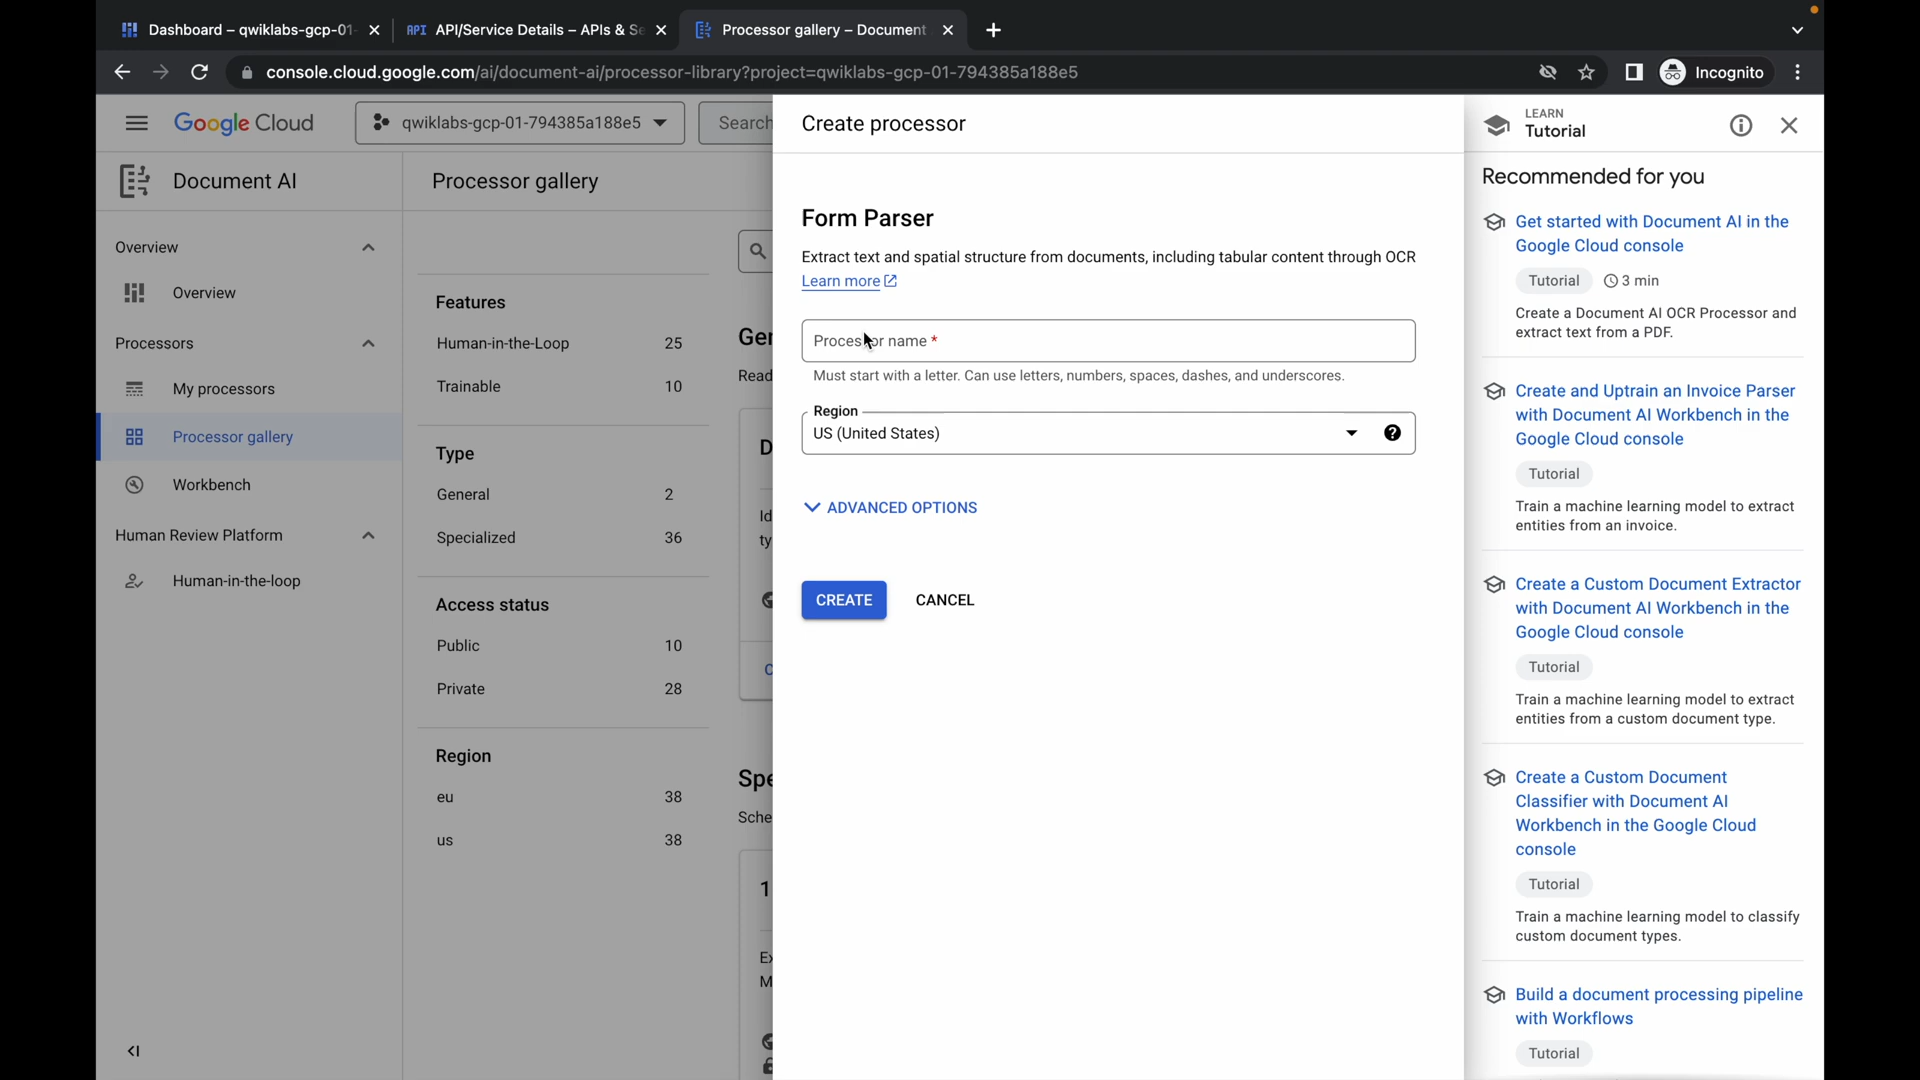 Dashboard – qwiklabs-gcp-01-
API API/Service Details – APIs & Se
Processor gallery – Document
console.cloud.google.com/ai/document-ai/processor-library?project=qwiklabs-gcp-01-794385a188e5
Incognito
Google Cloud
qwiklabs-gcp-01-794385a188e5
Search
Document AI
Overview
Overview
Processors
My processors
Processor gallery
Workbench
Human Review Platform
Human-in-the-loop
Processor gallery
Features
Human-in-the-Loop 25
Trainable 10
Type
General 2
Specialized 36
Access status
Public 10
Private 28
Region
eu 38
us 38
Gen
Read
D
Id
ty
C
Spe
Sche
1
Ex
M
Create processor
Form Parser
Extract text and spatial structure from documents, including tabular content through OCR
Learn more
Processor name *
Must start with a letter. Can use letters, numbers, spaces, dashes, and underscores.
Region
US (United States)
ADVANCED OPTIONS
CREATE CANCEL
LEARN
Tutorial
Recommended for you
Get started with Document AI in the
Google Cloud console
Tutorial 3 min
Create a Document AI OCR Processor and
extract text from a PDF.
Create and Uptrain an Invoice Parser
with Document AI Workbench in the
Google Cloud console
Tutorial
Train a machine learning model to extract
entities from an invoice.
Create a Custom Document Extractor
with Document AI Workbench in the
Google Cloud console
Tutorial
Train a machine learning model to extract
entities from a custom document type.
Create a Custom Document
Classifier with Document AI
Workbench in the Google Cloud
console
Tutorial
Train a machine learning model to classify
custom document types.
Build a document processing pipeline
with Workflows
Tutorial